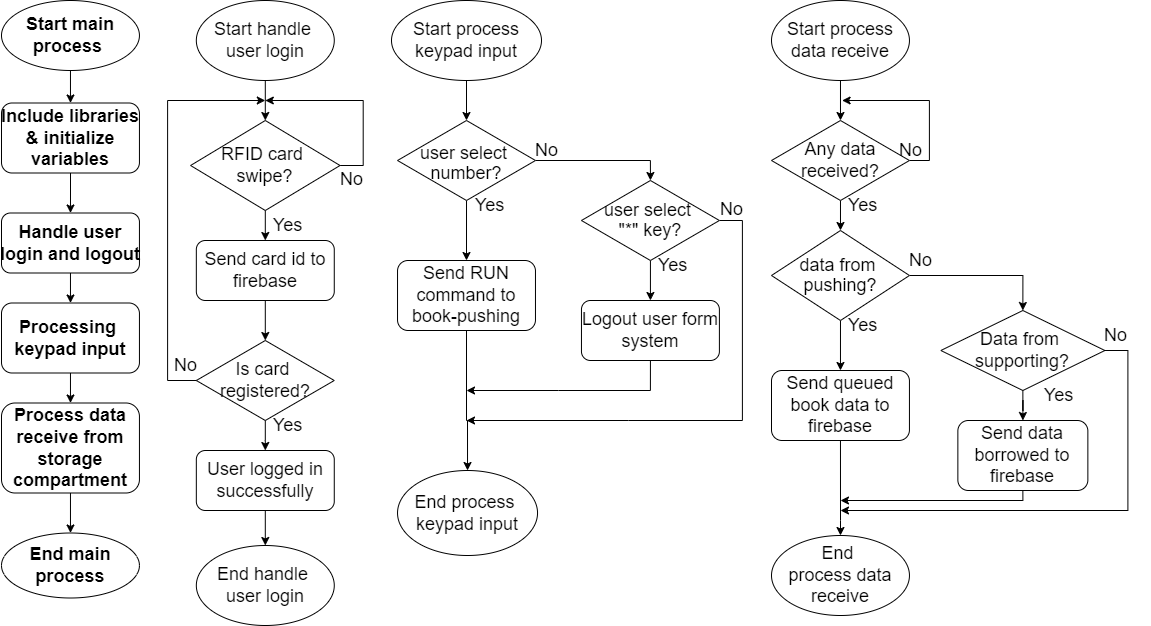 Start main
process
Include libraries
& initialize
variables
Handle user
login and logout
Processing
keypad input
Process data
receive from
storage
compartment
End main
process
Start handle
user login
RFID card
swipe?
No
Yes
Send card id to
firebase
No
Is card
registered?
Yes
User logged in
successfully
End handle
user login
Start process
keypad input
user select
number?
No
Yes
user select
"*" key?
No
Yes
Send RUN
command to
book-pushing
Logout user form
system
End process
keypad input
Start process
data receive
Any data
received?
No
Yes
data from
pushing?
No
Yes
Data from
supporting?
No
Yes
Send queued
book data to
firebase
Send data
borrowed to
firebase
End
process data
receive